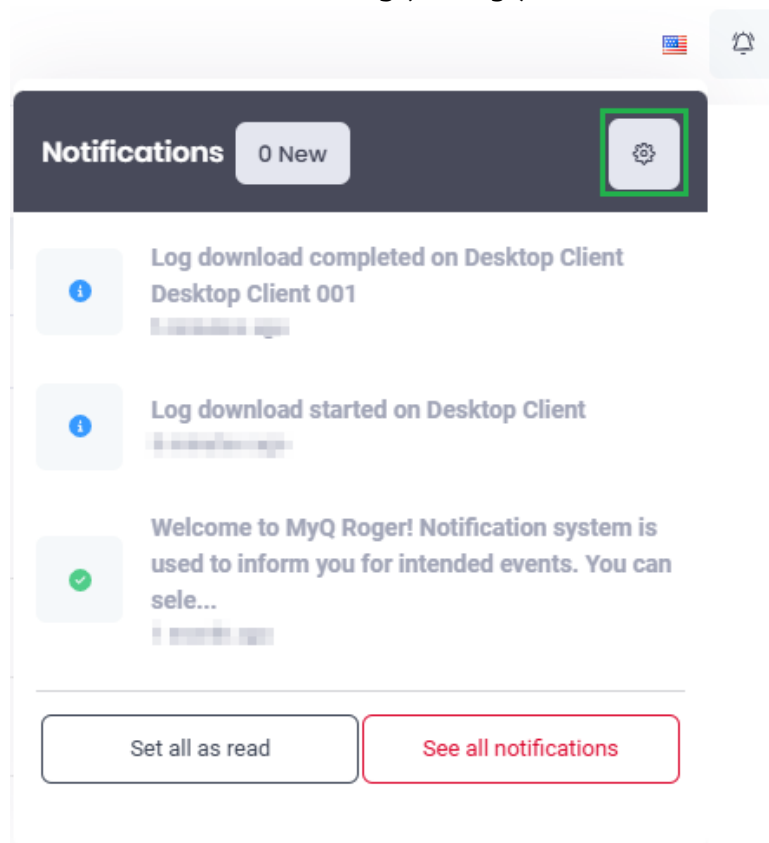 Notifications 0 New
Log download completed on Desktop Client
Desktop Client 001
Log download started on Desktop Client
Welcome to MyQ Roger! Notification system is
used to inform you for intended events. You can
sele...
Set all as read
See all notifications